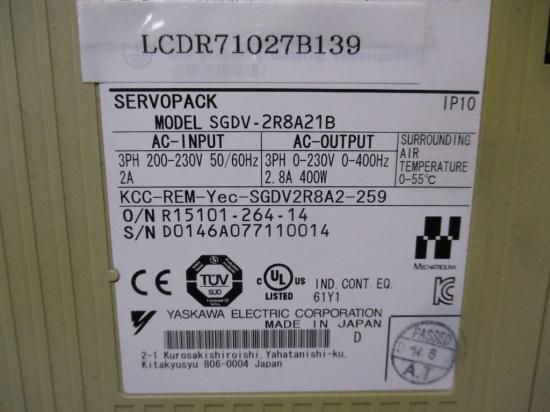 LCDR71027B139
SERVOPACK
IP10
MODEL SGDV-2R8A21B
AC-INPUT
3PH 200-230V 50/60Hz
2A
AC-OUTPUT
3PH 0-230V 0-400Hz
2.8A 400W
SURROUNDING
AIR
TEMPERATURE
0-55℃
KCC-REM-Yec-SGDV2R8A2-259
O/N R15101-264-14
S/N D0146A077110014
MECHATROLINK
CE
TÜV
SÜD
C UL US
LISTED
IND. CONT. EQ.
61Y1
YASKAWA ELECTRIC CORPORATION
MADE IN JAPAN
D
2-1 Kurosakishiroishi, Yahatanishi-ku,
Kitakyusyu 806-0004 Japan
PASSED
A.T